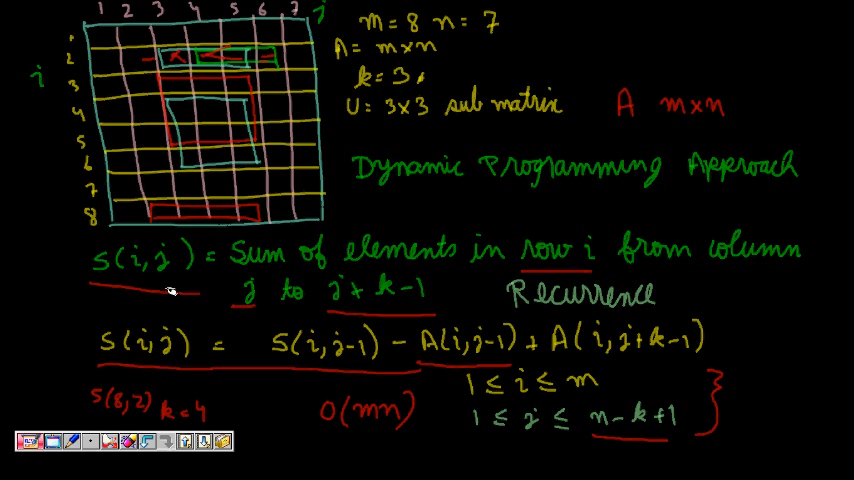 1 2 3 4 5 6 7 j
i
1
2
3
4
5
6
7
8
m = 8 n = 7
A = m×n
k = 3
U = 3×3 sub matrix
A m×n
Dynamic Programming Approach
S(i,j) = Sum of elements in row i from column
j to j+k-1
Recurrence
S(i,j) = S(i,j-1) - A(i,j-1) + A(i,j+k-1)
1 ≤ i ≤ m
1 ≤ j ≤ n-k+1
S(8,2) k=4
O(mn)